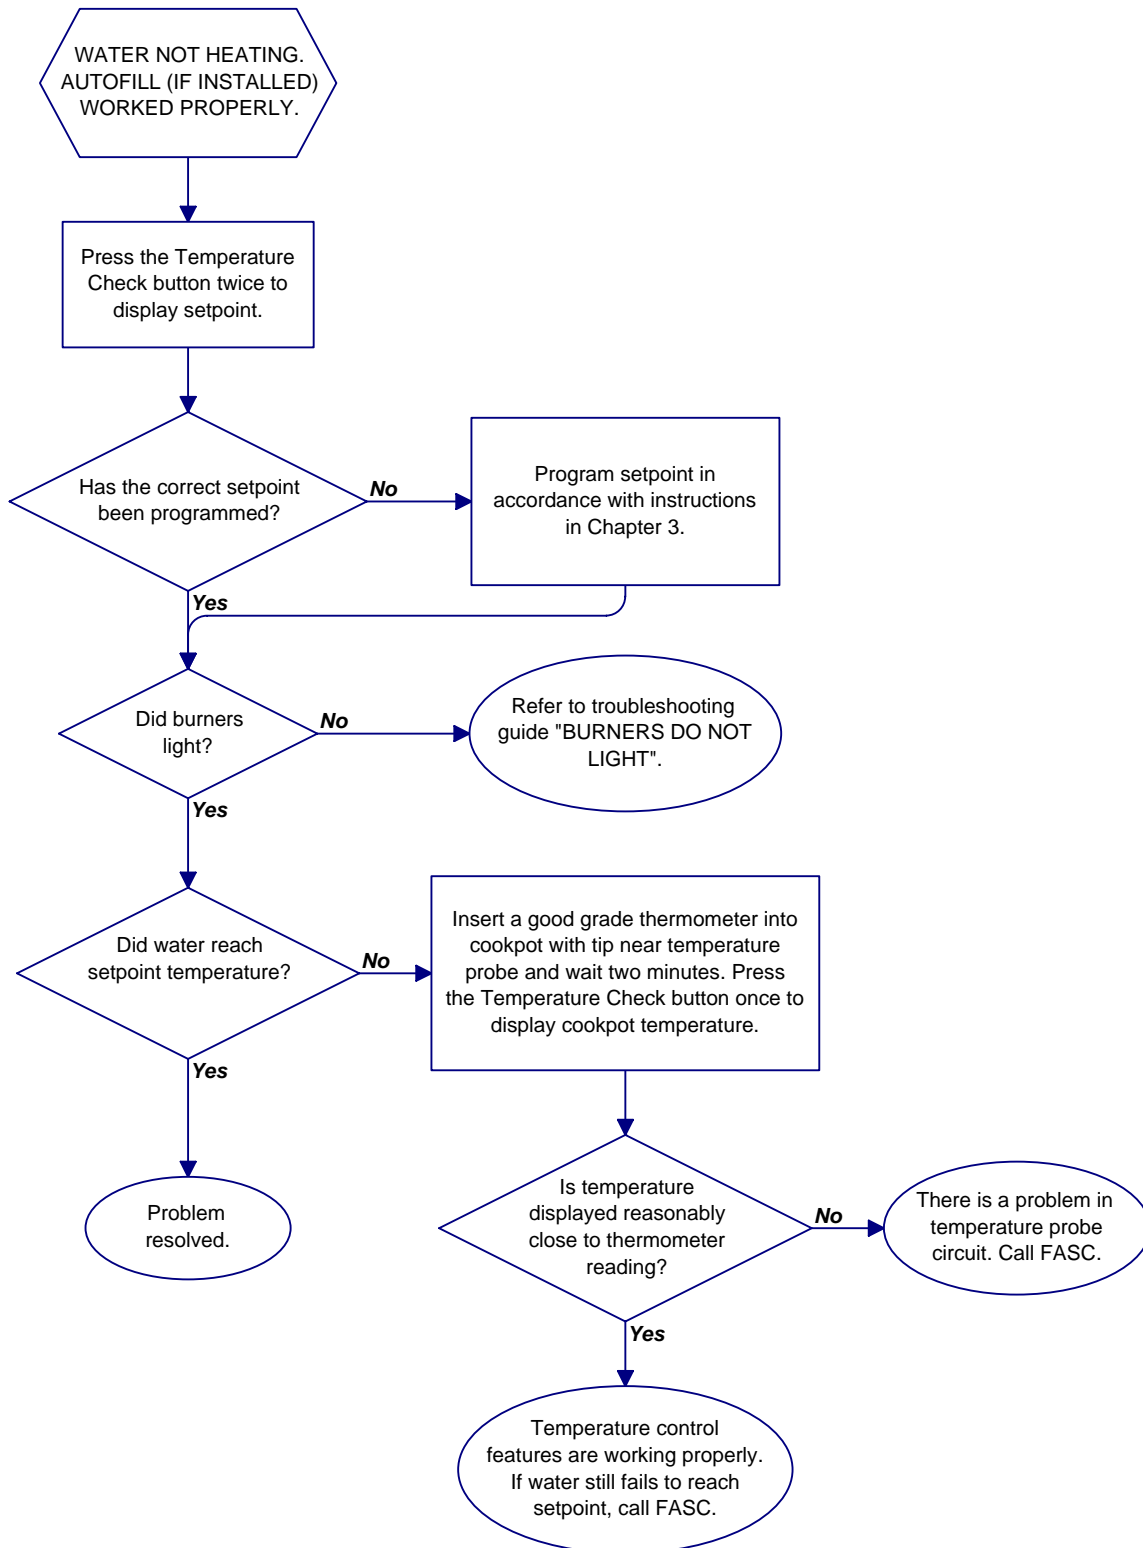 WATER NOT HEATING.
AUTOFILL (IF INSTALLED)
WORKED PROPERLY.
Press the Temperature
Check button twice to
display setpoint.
Has the correct setpoint
been programmed?
No
Program setpoint in
accordance with instructions
in Chapter 3.
Yes
Did burners
light?
No
Refer to troubleshooting
guide "BURNERS DO NOT
LIGHT".
Yes
Did water reach
setpoint temperature?
No
Insert a good grade thermometer into
cookpot with tip near temperature
probe and wait two minutes. Press
the Temperature Check button once to
display cookpot temperature.
Yes
Problem
resolved.
Is temperature
displayed reasonably
close to thermometer
reading?
No
There is a problem in
temperature probe
circuit. Call FASC.
Yes
Temperature control
features are working properly.
If water still fails to reach
setpoint, call FASC.